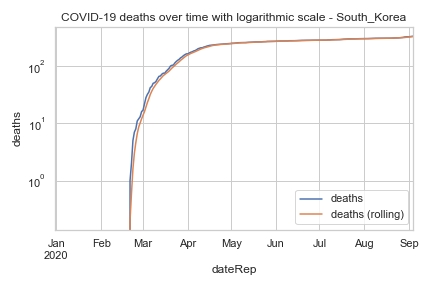 COVID-19 deaths over time with logarithmic scale - South_Korea
deaths
10²
10¹
10⁰
deaths
deaths (rolling)
Jan Feb Mar Apr May Jun Jul Aug Sep
2020
dateRep